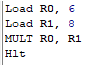 Load R0, 6
Load R1, 8
MULT R0, R1
Hlt